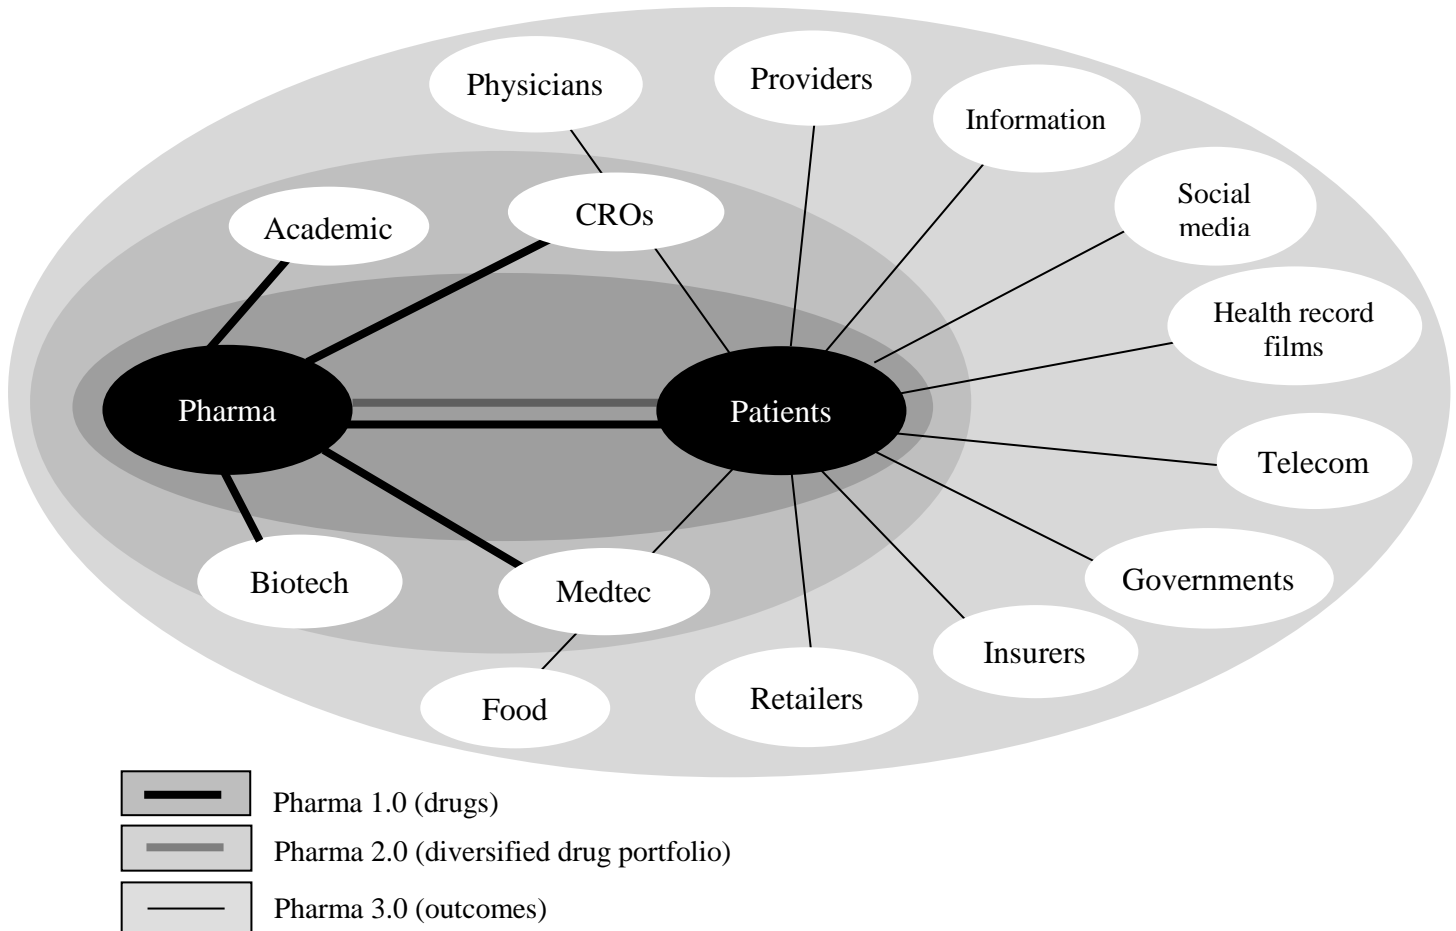 Physicians
Providers
Information
Social
media
Academic
CROs
Health record
films
Pharma
Patients
Telecom
Biotech
Medtec
Governments
Insurers
Food
Retailers
Pharma 1.0 (drugs)
Pharma 2.0 (diversified drug portfolio)
Pharma 3.0 (outcomes)